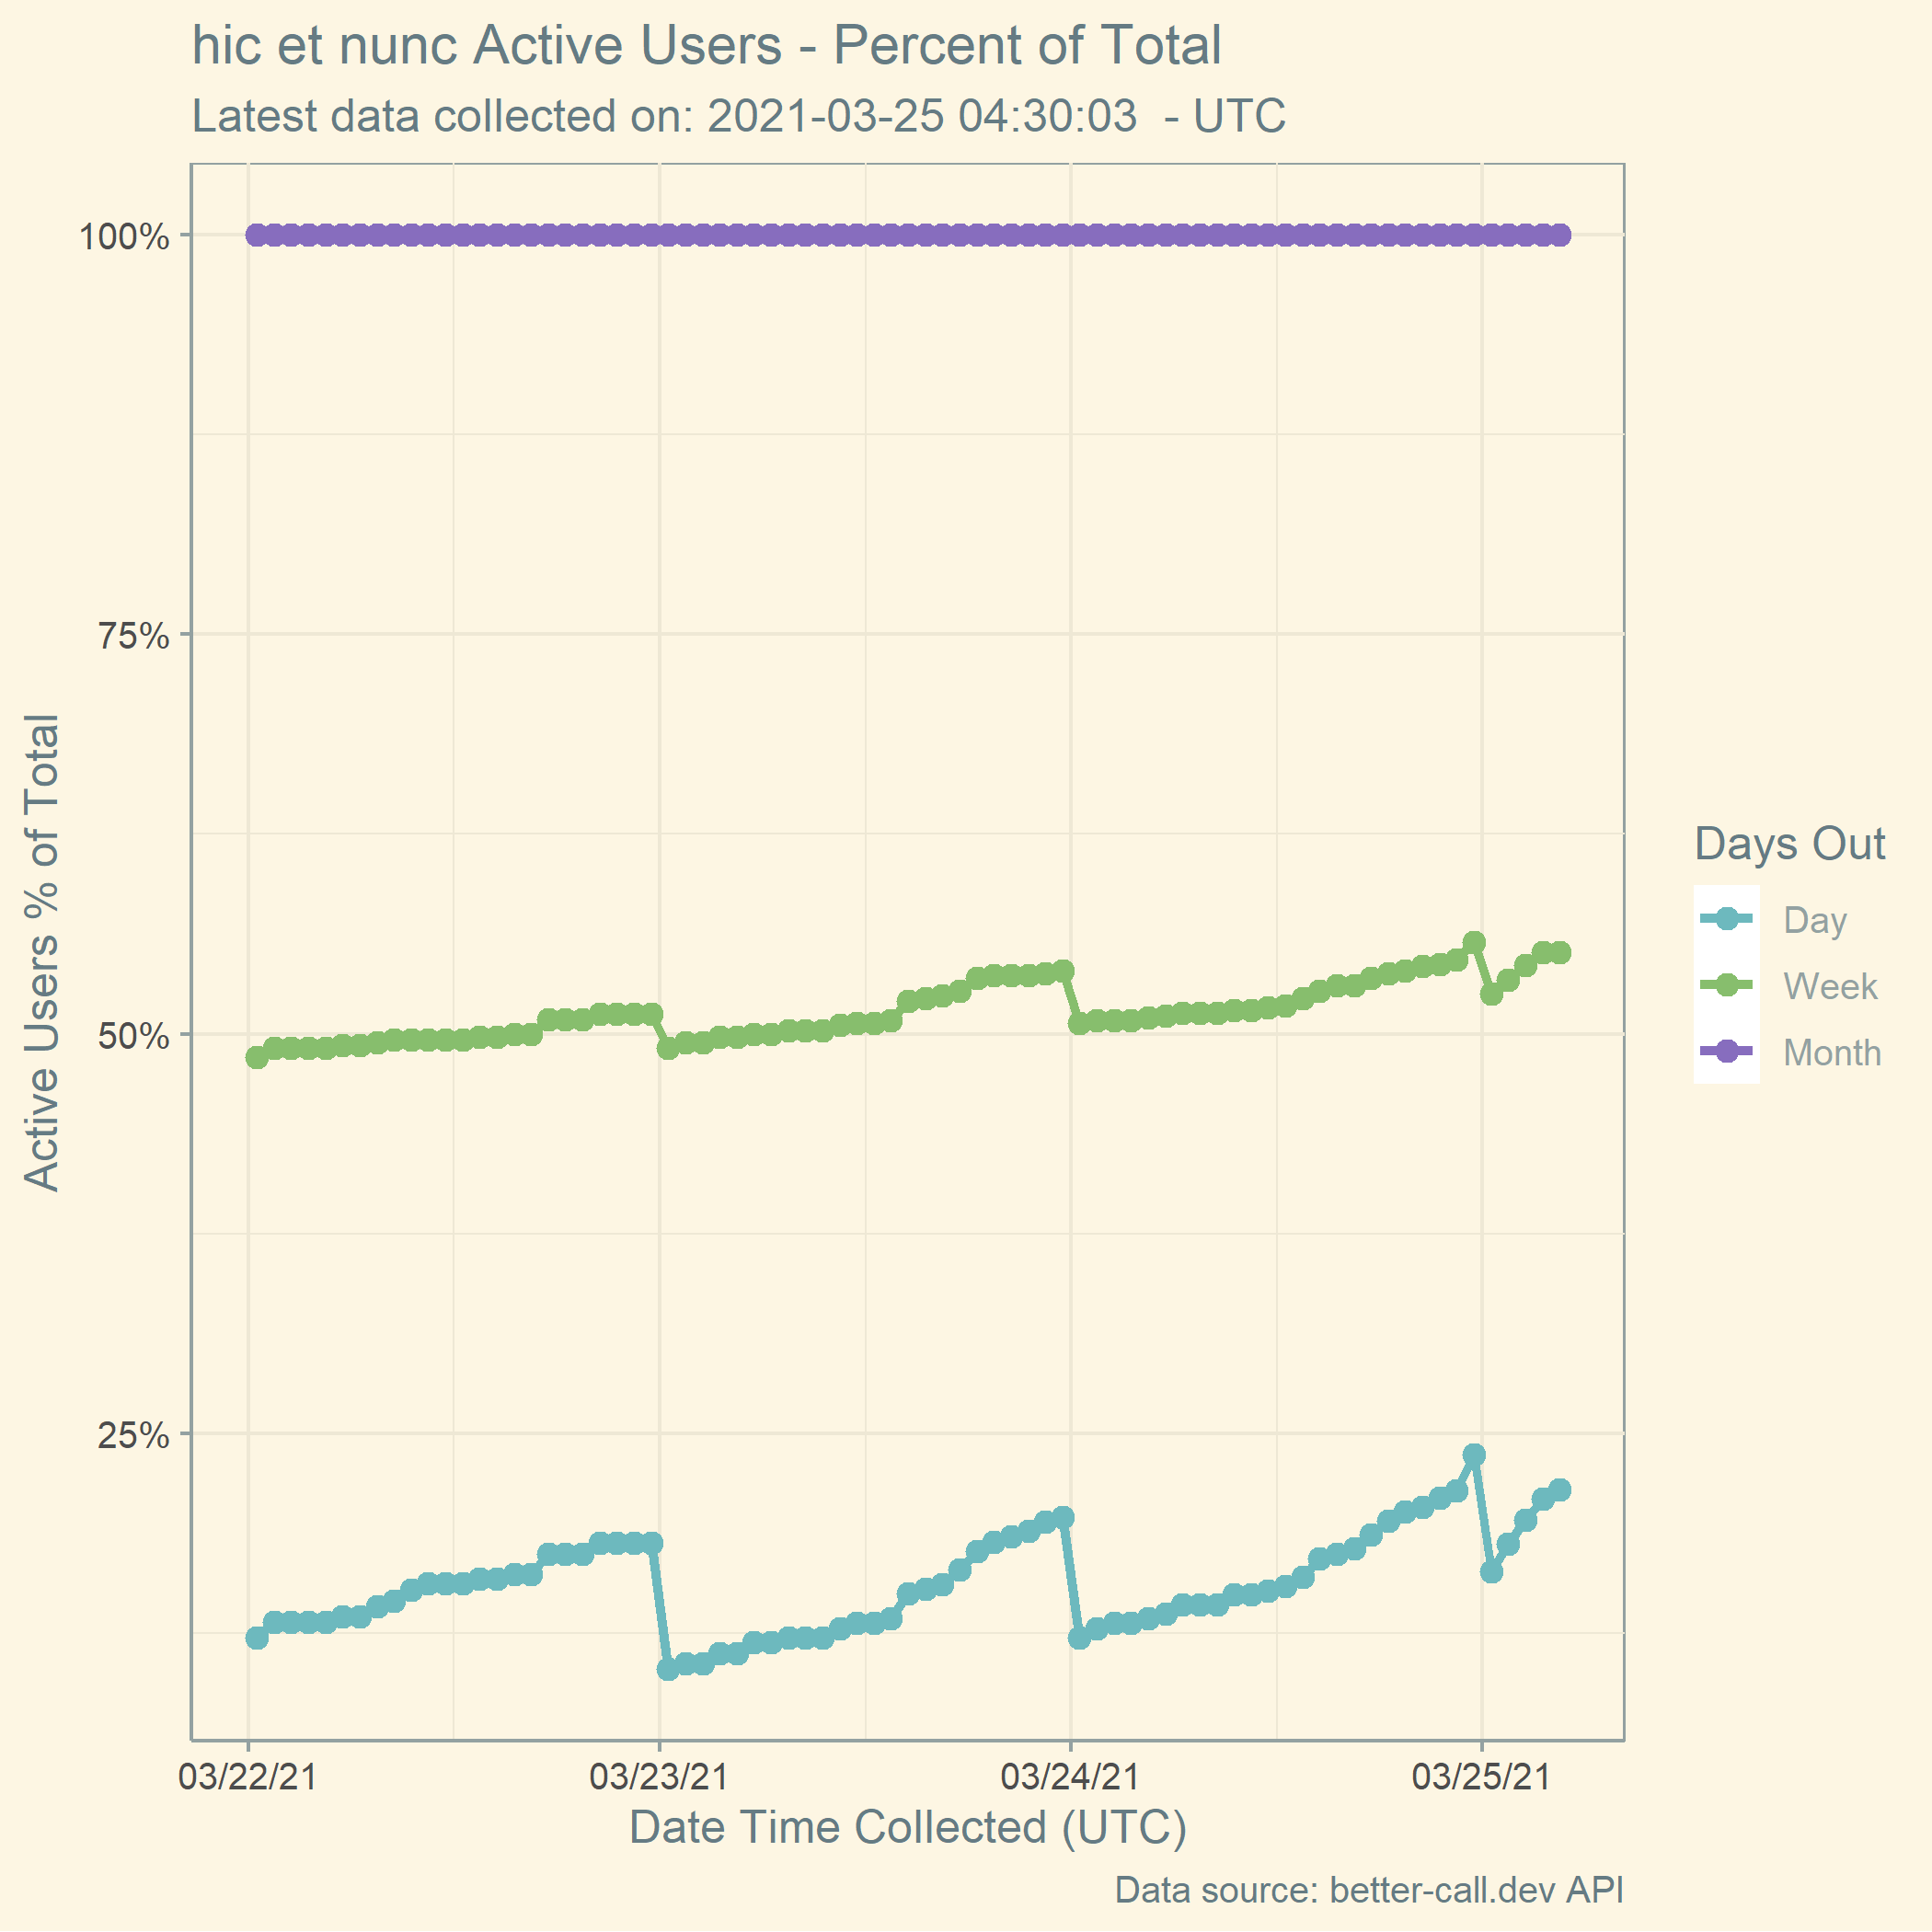 hic et nunc Active Users - Percent of Total
Latest data collected on: 2021-03-25 04:30:03  - UTC
100%
75%
50%
25%
Active Users % of Total
03/22/21
03/23/21
03/24/21
03/25/21
Date Time Collected (UTC)
Days Out
Day
Week
Month
Data source: better-call.dev API